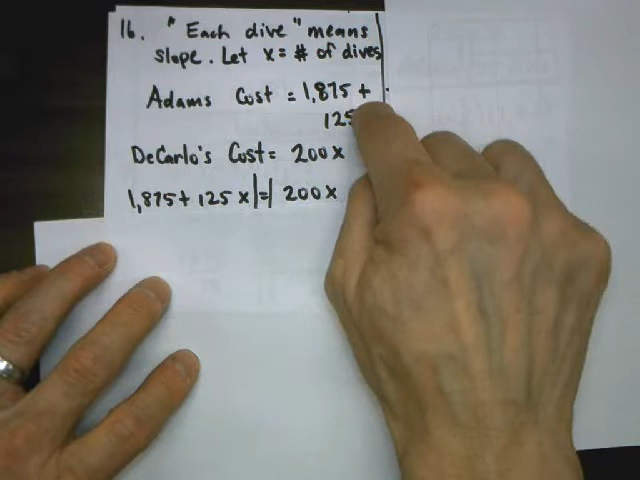 16. "Each dive" means
slope. Let x = # of dives
Adams Cost = 1,875 +
125
DeCarlo's Cost = 200x
1,875 + 125x |=| 200x